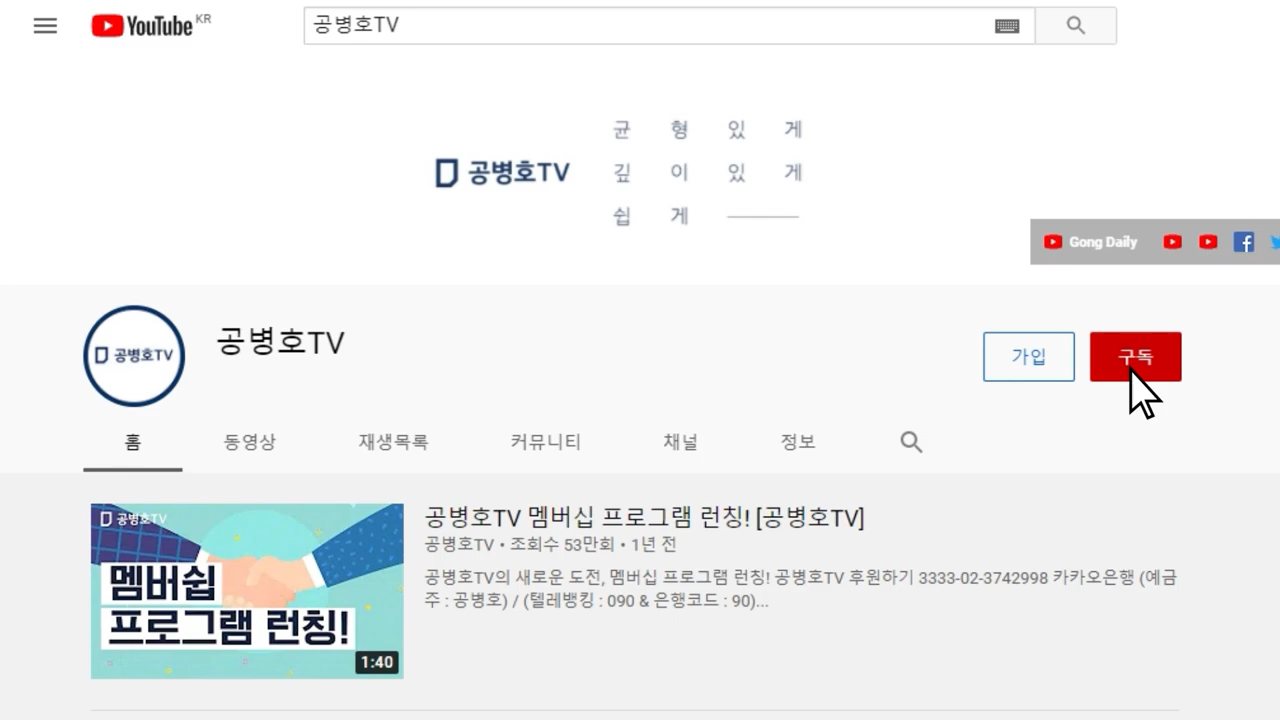 YouTube KR
공병호TV
균 형 있 게
공병호TV
깊 이 있 게
쉽 게
Gong Daily
공병호TV
공병호TV
가입
구독
홈
동영상
재생목록
커뮤니티
채널
정보
공병호TV
멤버쉽
프로그램 런칭!
1:40
공병호TV 멤버십 프로그램 런칭! [공병호TV]
공병호TV • 조회수 53만회 • 1년 전
공병호TV의 새로운 도전, 멤버십 프로그램 런칭! 공병호TV 후원하기 3333-02-3742998 카카오은행 (예금
주 : 공병호) / (텔레뱅킹 : 090 & 은행코드 : 90)...